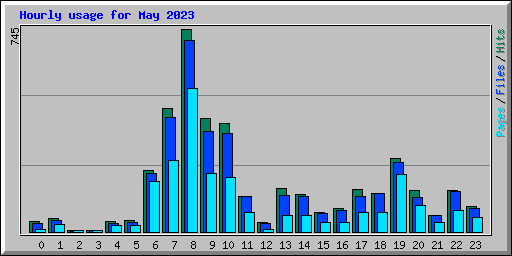 Hourly usage for May 2023
745
Pages/Files/Hits
0 1 2 3 4 5 6 7 8 9 10 11 12 13 14 15 16 17 18 19 20 21 22 23